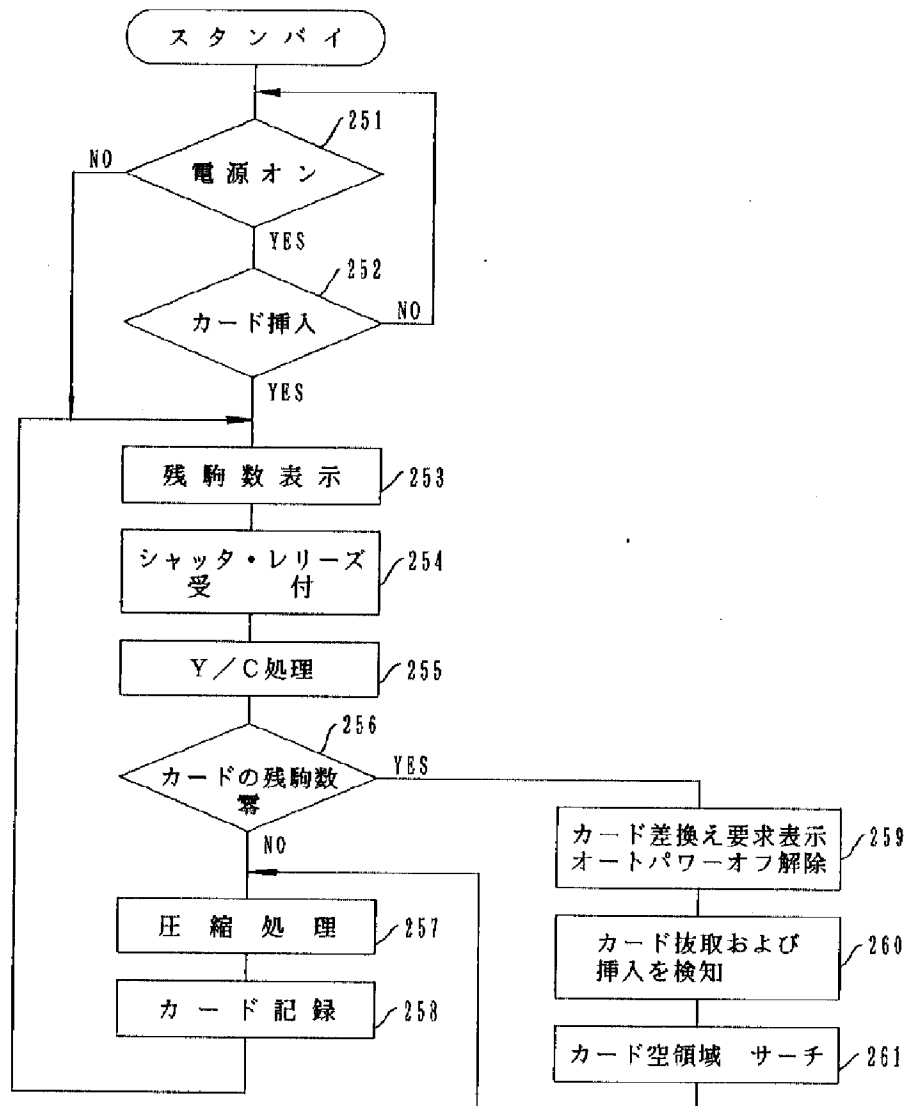 スタンバイ
251
電源オン
NO
YES
252
カード挿入
NO
YES
残駒数表示
253
シャッタ・レリーズ
受付
254
Y/C処理
255
256
カードの残駒数
零
YES
NO
カード差換え要求表示
オートパワーオフ解除
259
圧縮処理
257
カード抜取および
挿入を検知
260
カード記録
258
カード空領域 サーチ
261